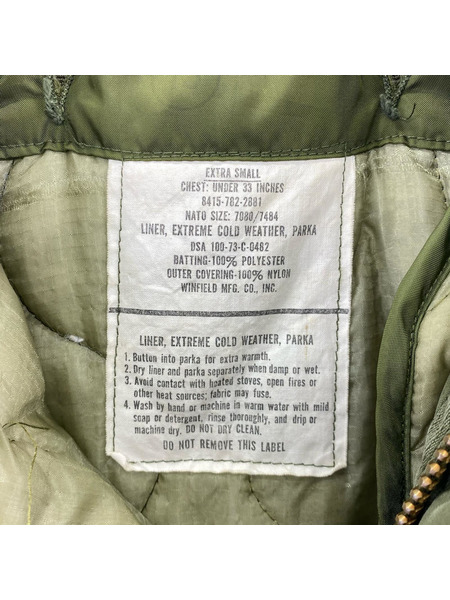 EXTRA SMALL
CHEST: UNDER 33 INCHES
8415-782-2881
NATO SIZE: 7080/7484
LINER, EXTREME COLD WEATHER, PARKA
DSA 100-73-C-0482
BATTING-100% POLYESTER
OUTER COVERING-100% NYLON
WINFIELD MFG. CO., INC.
LINER, EXTREME COLD WEATHER, PARKA
1. Button into parka for extra warmth.
2. Dry liner and parka separately when damp or wet.
3. Avoid contact with heated stoves, open fires or
other heat sources; fabric may fuse.
4. Wash by hand or machine in warm water with mild
soap or detergent, rinse thoroughly, and drip or
machine dry. DO NOT DRY CLEAN.
DO NOT REMOVE THIS LABEL